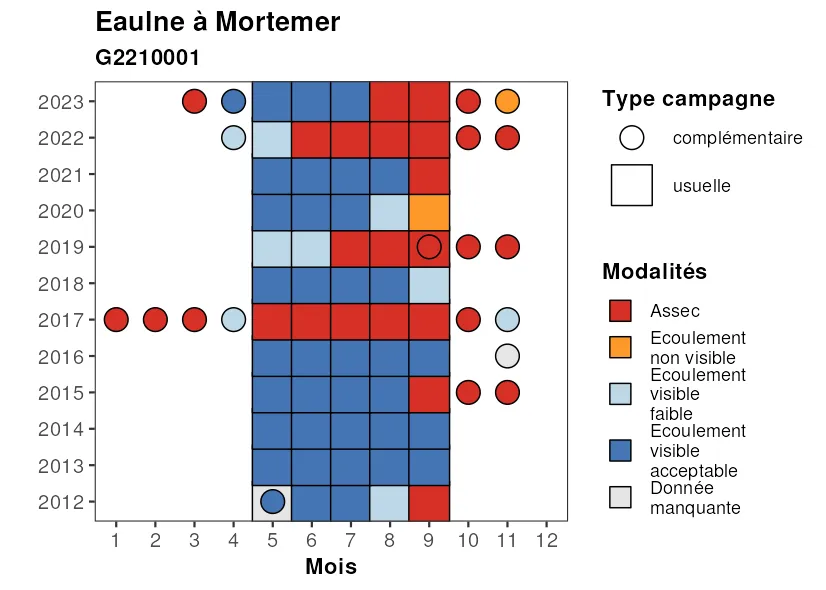 Eaulne à Mortemer
G2210001
2023
2022
2021
2020
2019
2018
2017
2016
2015
2014
2013
2012
1 2 3 4 5 6 7 8 9 10 11 12
Mois
Type campagne
complémentaire
usuelle
Modalités
Assec
Ecoulement
non visible
Ecoulement
visible
faible
Ecoulement
visible
acceptable
Donnée
manquante